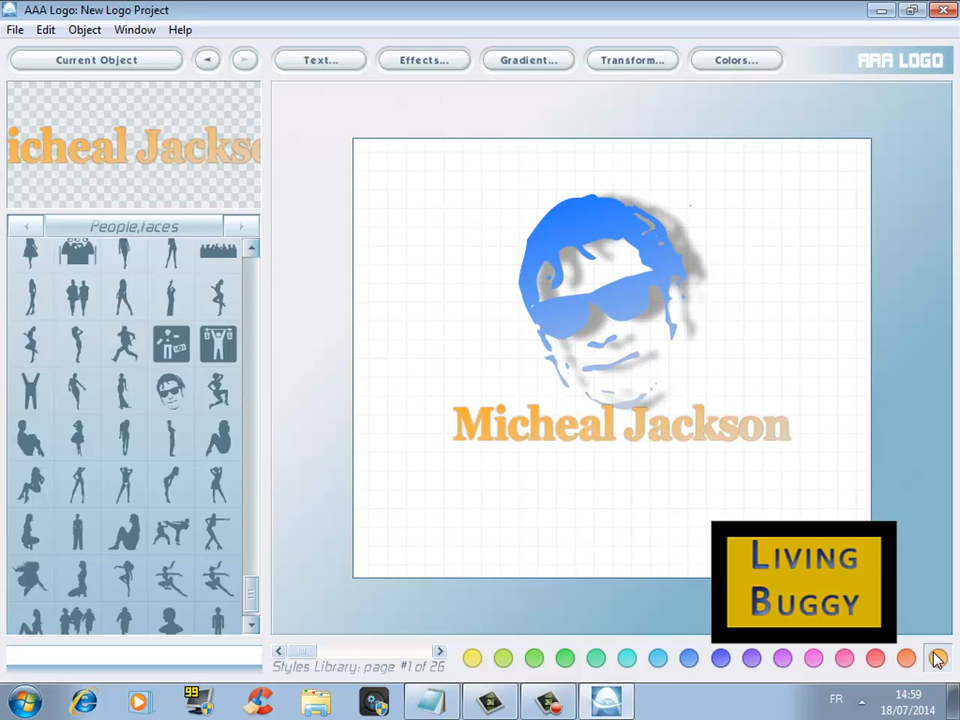 AAA Logo: New Logo Project
File Edit Object Window Help
Current Object
Text... Effects... Gradient... Transform... Colors...
AAA LOGO
icheal Jackso
People,faces
Micheal Jackson
LIVING
BUGGY
Styles Library: page #1 of 26
99
FR
14:59
18/07/2014